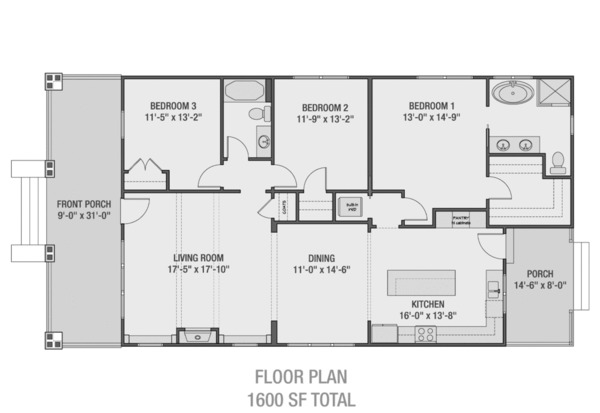 BEDROOM 3
11'-5" x 13'-2"
BEDROOM 2
11'-9" x 13'-2"
BEDROOM 1
13'-0" x 14'-9"
FRONT PORCH
9'-0" x 31'-0"
COATS
PANTRY
LIVING ROOM
17'-5" x 17'-10"
DINING
11'-0" x 14'-6"
KITCHEN
16'-0" x 13'-8"
PORCH
14'-6" x 8'-0"
FLOOR PLAN
1600 SF TOTAL